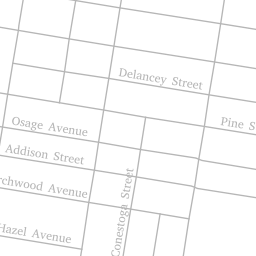 Delancey Street
Pine S
Osage Avenue
Addison Street
rchwood Avenue
Conestoga Street
Hazel Avenue